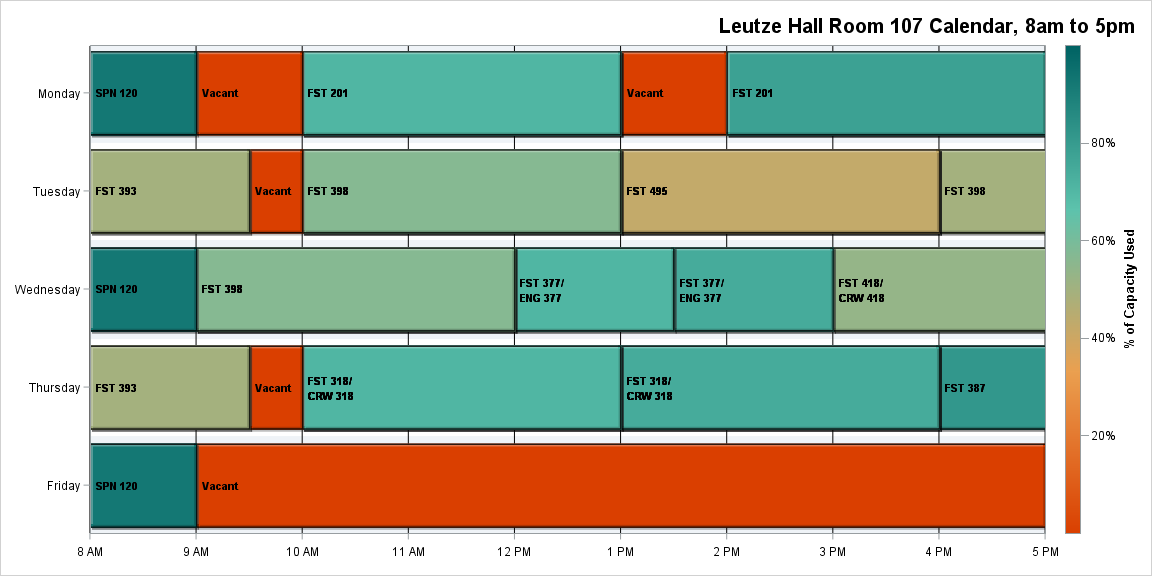 Leutze Hall Room 107 Calendar, 8am to 5pm
Monday
SPN 120
Vacant
FST 201
Vacant
FST 201
Tuesday
FST 393
Vacant
FST 398
FST 495
FST 398
Wednesday
SPN 120
FST 398
FST 377/
ENG 377
FST 377/
ENG 377
FST 418/
CRW 418
Thursday
FST 393
Vacant
FST 318/
CRW 318
FST 318/
CRW 318
FST 387
Friday
SPN 120
Vacant
8 AM
9 AM
10 AM
11 AM
12 PM
1 PM
2 PM
3 PM
4 PM
5 PM
80%
60%
40%
20%
% of Capacity Used